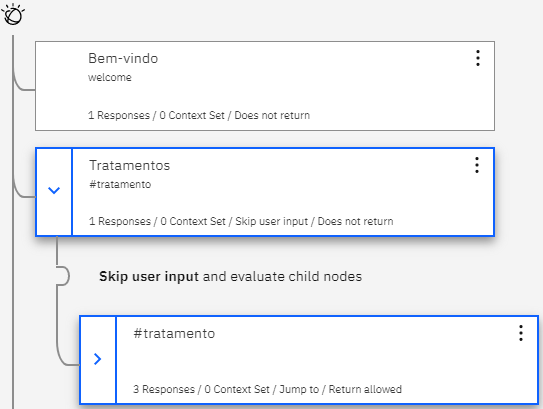 Bem-vindo
welcome
1 Responses / 0 Context Set / Does not return
Tratamentos
#tratamento
1 Responses / 0 Context Set / Skip user input / Does not return
Skip user input and evaluate child nodes
#tratamento
3 Responses / 0 Context Set / Jump to / Return allowed